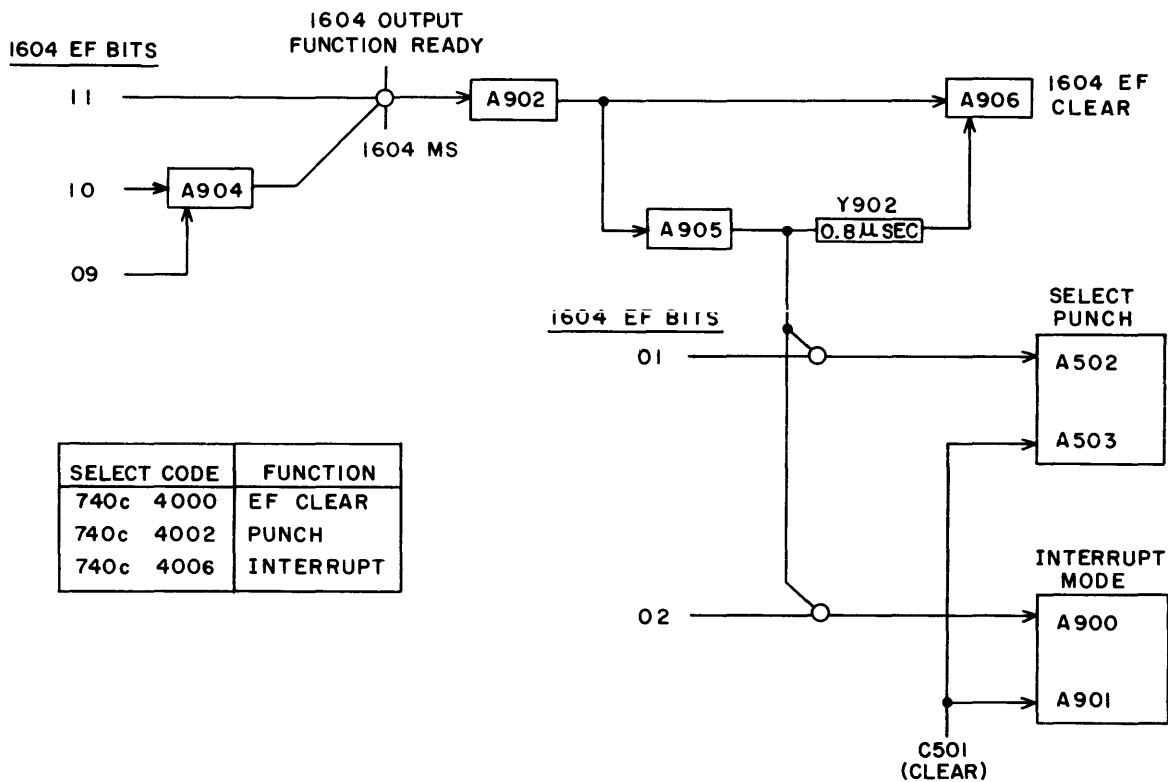 1604 OUTPUT
FUNCTION READY
1604 EF BITS
11
A902
A906
1604 EF
CLEAR
1604 MS
10
A904
09
A905
Y902
0.8 μSEC
1604 EF BITS
01
SELECT
PUNCH
A502
A503
SELECT CODE FUNCTION
740c 4000 EF CLEAR
740c 4002 PUNCH
740c 4006 INTERRUPT
02
INTERRUPT
MODE
A900
A901
C501
(CLEAR)